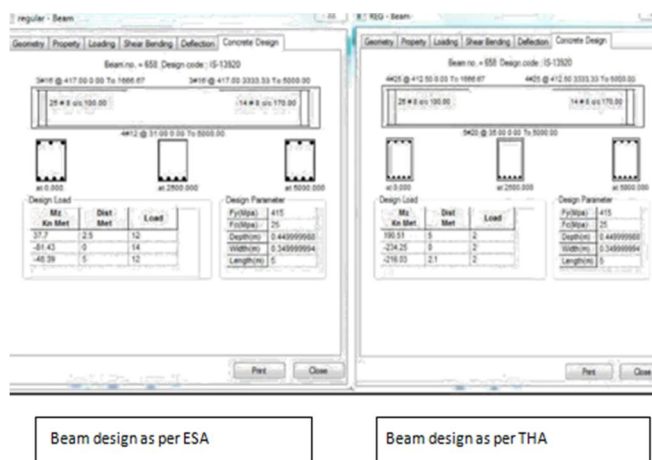 regular - Beam
Geometry Property Loading Shear Bending Deflection Concrete Design
Beam no. = 658 Design code : IS-13920
3#16 @ 417.00 0.00 To 1666.67 3#16 @ 417.00 3333.33 To 5000.00
25 # 8 c/c 100.00 14 # 8 c/c 170.00
4#12 @ 31.00 0.00 To 5000.00
at 0.000 at 2500.000 at 5000.000
Design Load Design Parameter
Mz Kn Met Dist Met Load
37.7 2.5 12
-81.43 0 14
-48.39 5 12
Fy(Mpa) 415
Fc(Mpa) 25
Depth(m) 0.449999988
Width(m) 0.349999994
Length(m) 5
Print Close
Beam design as per ESA
REG - Beam
Geometry Property Loading Shear Bending Deflection Concrete Design
Beam no. = 658 Design code : IS-13920
4#25 @ 412.50 0.00 To 1666.67 4#25 @ 412.50 3333.33 To 5000.00
25 # 8 c/c 100.00 14 # 8 c/c 170.00
5#20 @ 35.00 0.00 To 5000.00
at 0.000 at 2500.000 at 5000.000
Design Load Design Parameter
Mz Kn Met Dist Met Load
5 2
-234.25 0 2
2.1 2
Fy(Mpa) 415
Fc(Mpa) 25
Depth(m) 0.449999988
Width(m) 0.349999994
Length(m) 5
Print Close
Beam design as per THA